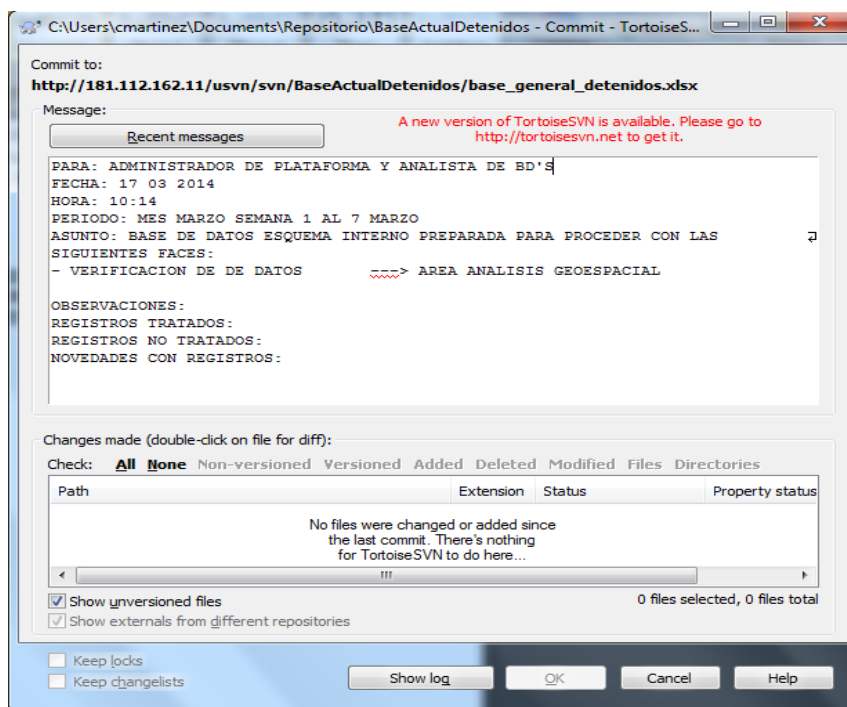 C:\Users\cmartinez\Documents\Repositorio\BaseActualDetenidos - Commit - TortoiseS...
Commit to:
http://181.112.162.11/usvn/svn/BaseActualDetenidos/base_general_detenidos.xlsx
Message:
Recent messages
A new version of TortoiseSVN is available. Please go to
http://tortoisesvn.net to get it.
PARA: ADMINISTRADOR DE PLATAFORMA Y ANALISTA DE BD'S
FECHA: 17 03 2014
HORA: 10:14
PERIODO: MES MARZO SEMANA 1 AL 7 MARZO
ASUNTO: BASE DE DATOS ESQUEMA INTERNO PREPARADA PARA PROCEDER CON LAS
SIGUIENTES FACES:
- VERIFICACION DE DE DATOS ---> AREA ANALISIS GEOESPACIAL
OBSERVACIONES:
REGISTROS TRATADOS:
REGISTROS NO TRATADOS:
NOVEDADES CON REGISTROS:
Changes made (double-click on file for diff):
Check: All None Non-versioned Versioned Added Deleted Modified Files Directories
Path Extension Status Property status
No files were changed or added since
the last commit. There's nothing
for TortoiseSVN to do here...
Show unversioned files
0 files selected, 0 files total
Show externals from different repositories
Keep locks
Keep changelists
Show log
OK
Cancel
Help